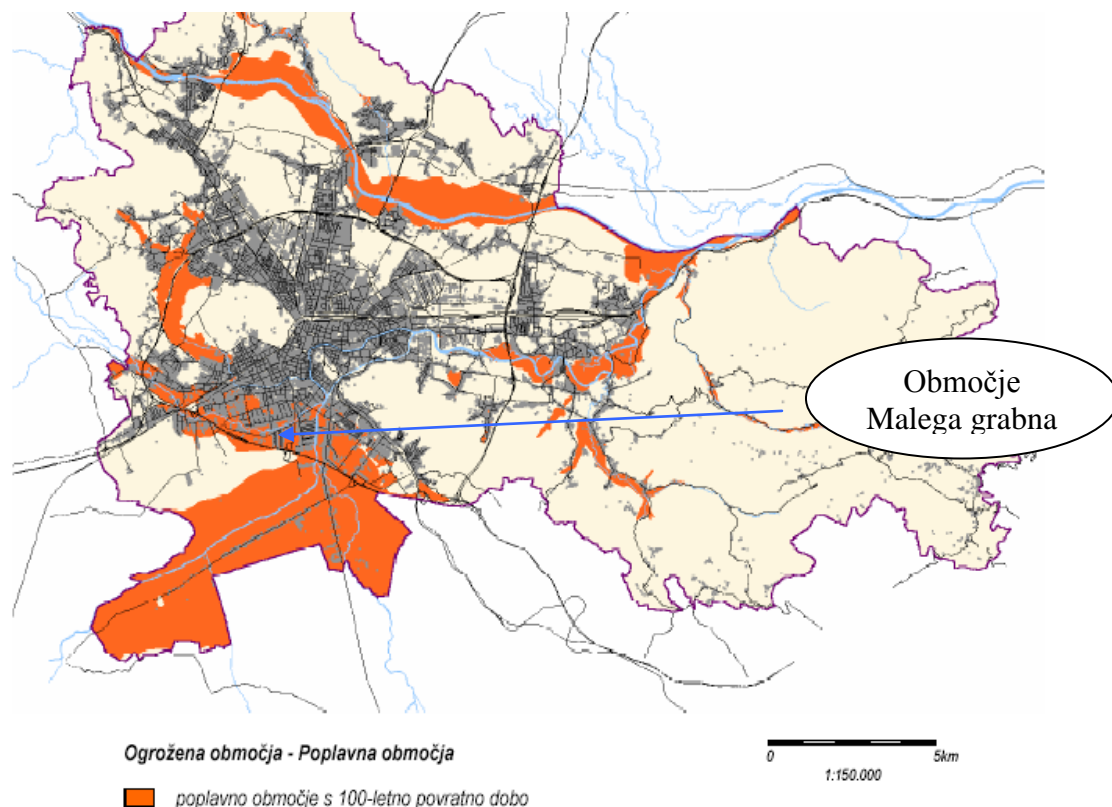 Območje
Malega grabna
Ogrožena območja - Poplavna območja
poplavno območje s 100-letno povratno dobo
0 5km
1:150.000